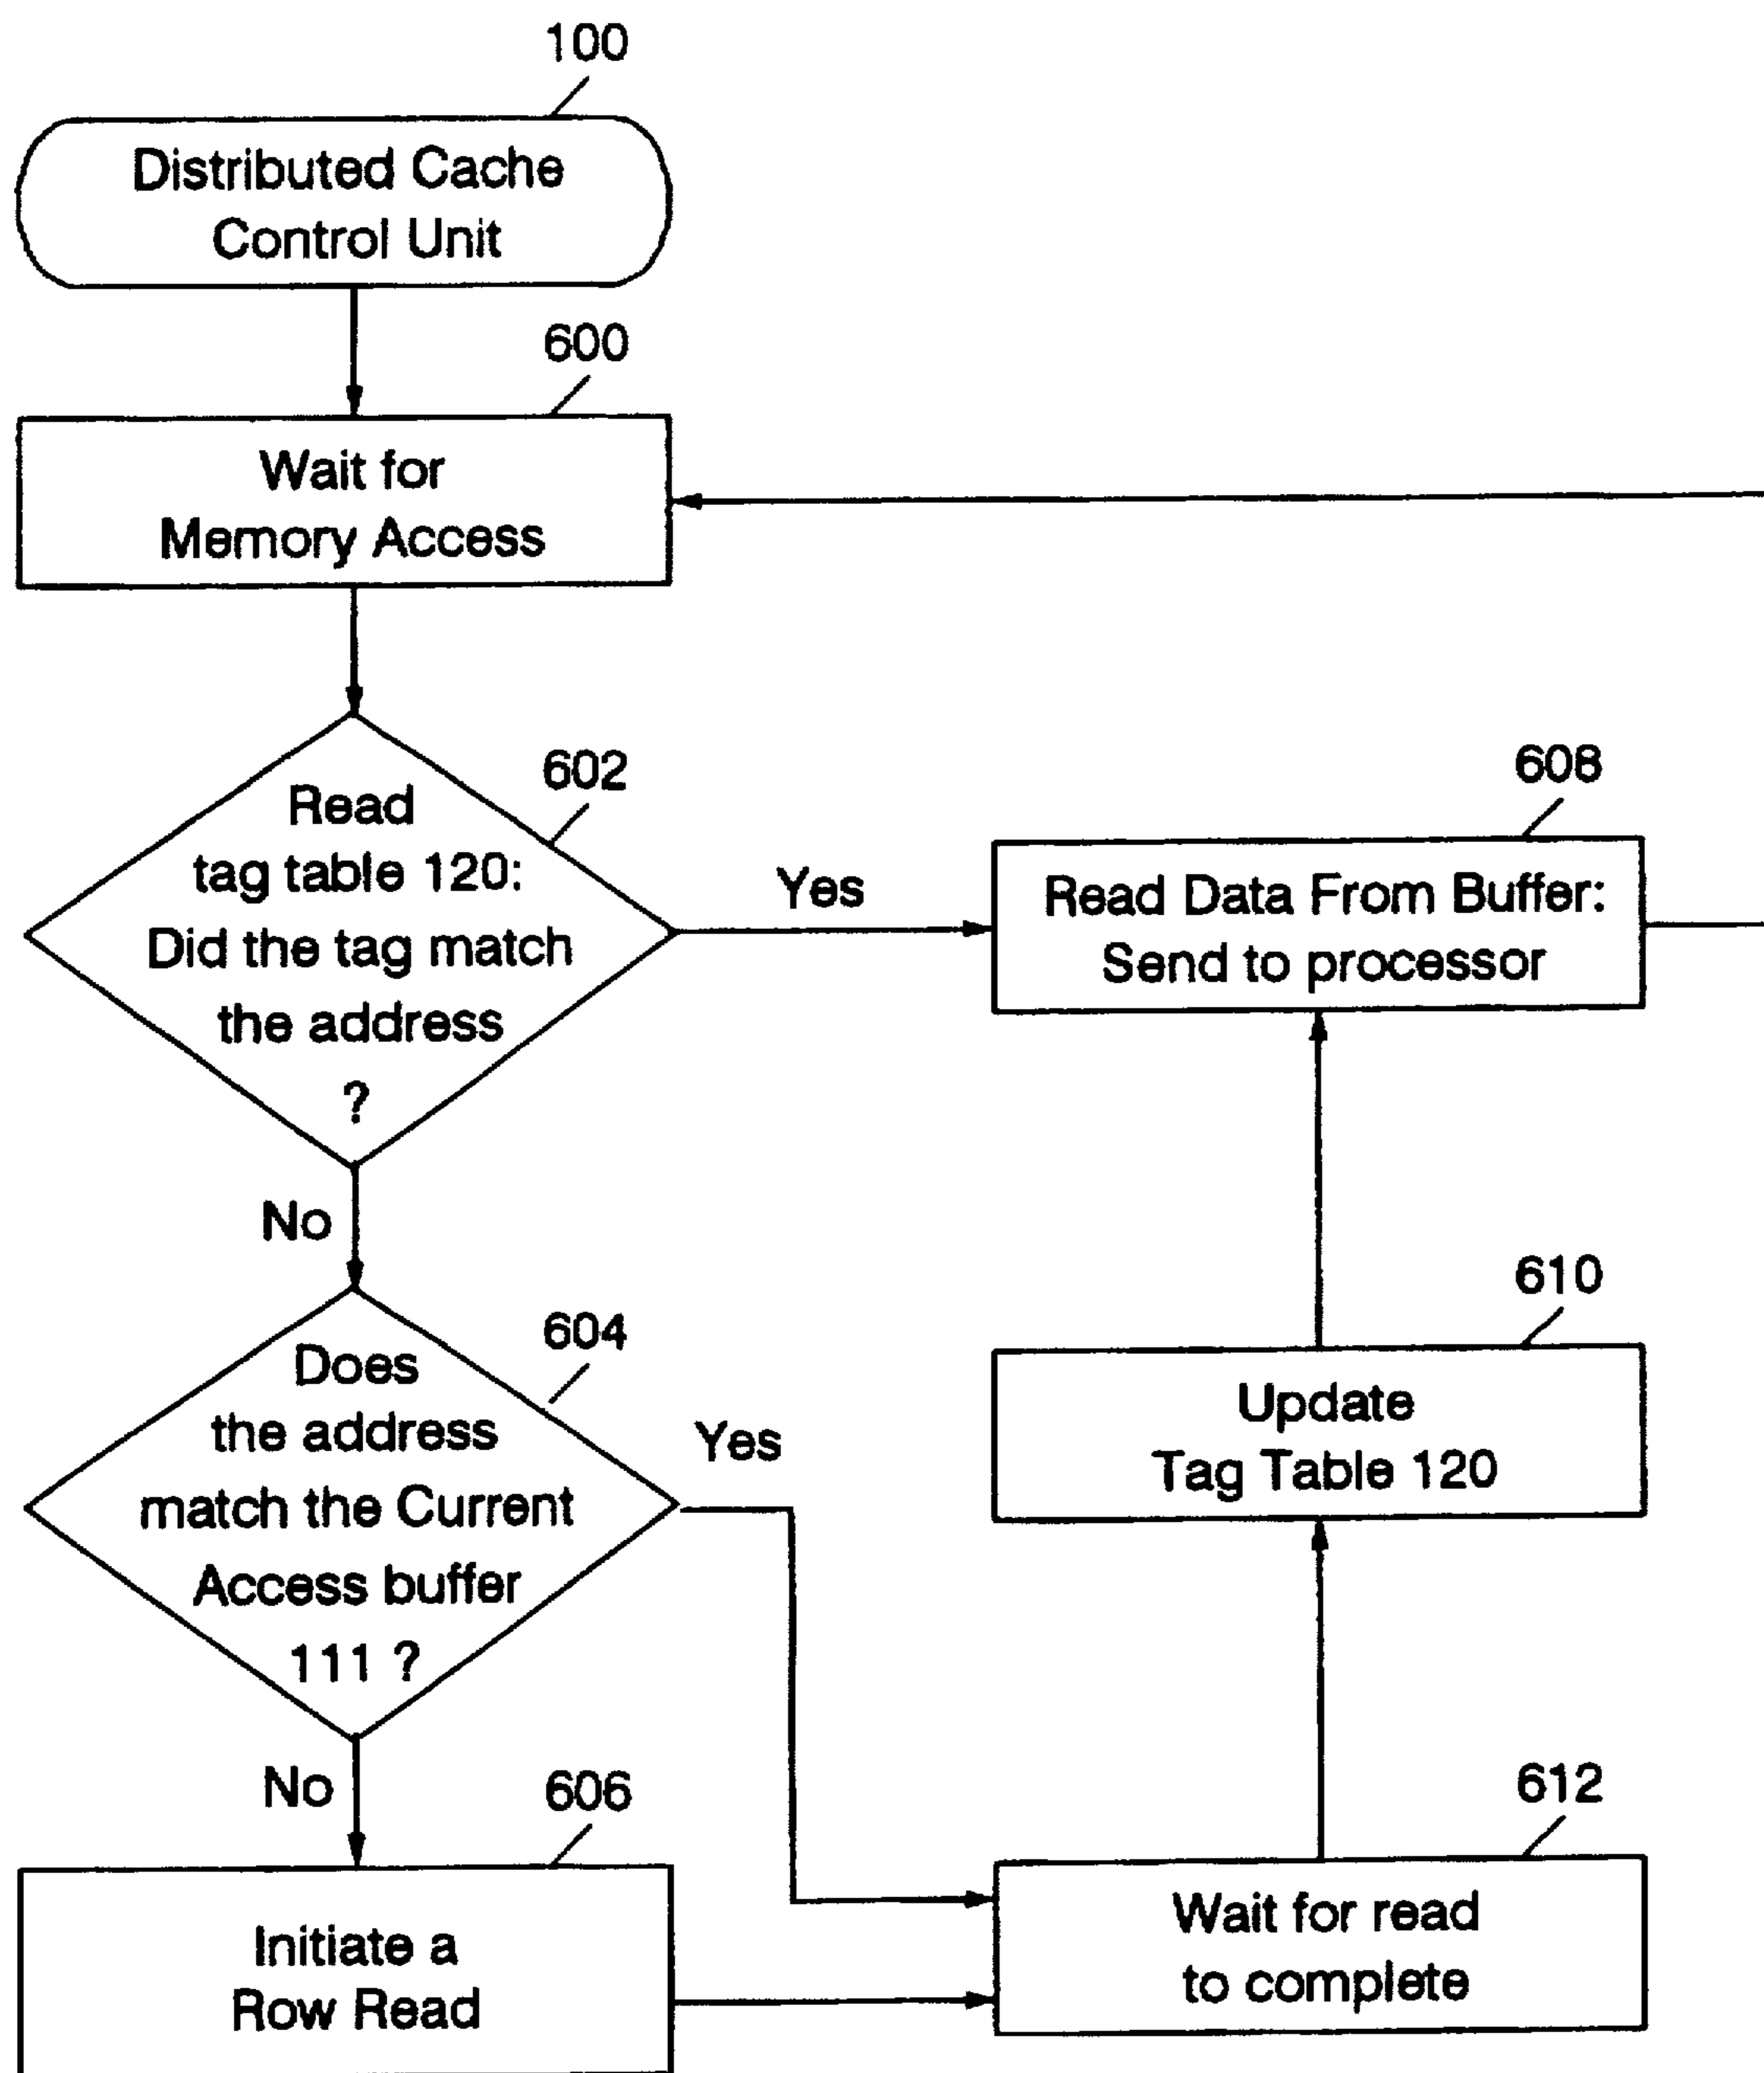 100
Distributed Cache
Control Unit
600
Wait for
Memory Access
602
Read
tag table 120:
Did the tag match
the address
?
Yes
608
Read Data From Buffer:
Send to processor
No
604
Does
the address
match the Current
Access buffer
111 ?
Yes
610
Update
Tag Table 120
No
606
Initiate a
Row Read
612
Wait for read
to complete